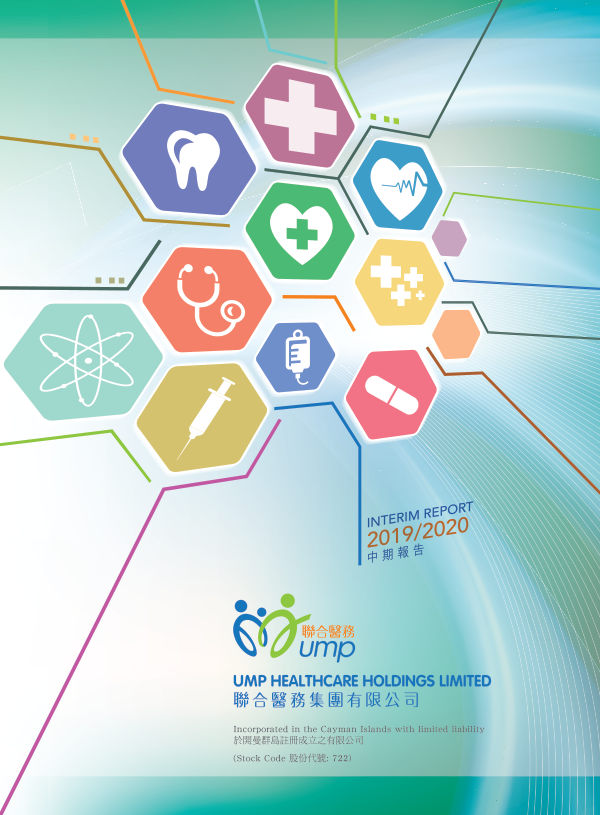 INTERIM REPORT
2019/2020
中期報告
聯合醫務
ump
UMP HEALTHCARE HOLDINGS LIMITED
聯合醫務集團有限公司
Incorporated in the Cayman Islands with limited liability
於開曼群島註冊成立之有限公司
(Stock Code 股份代號: 722)